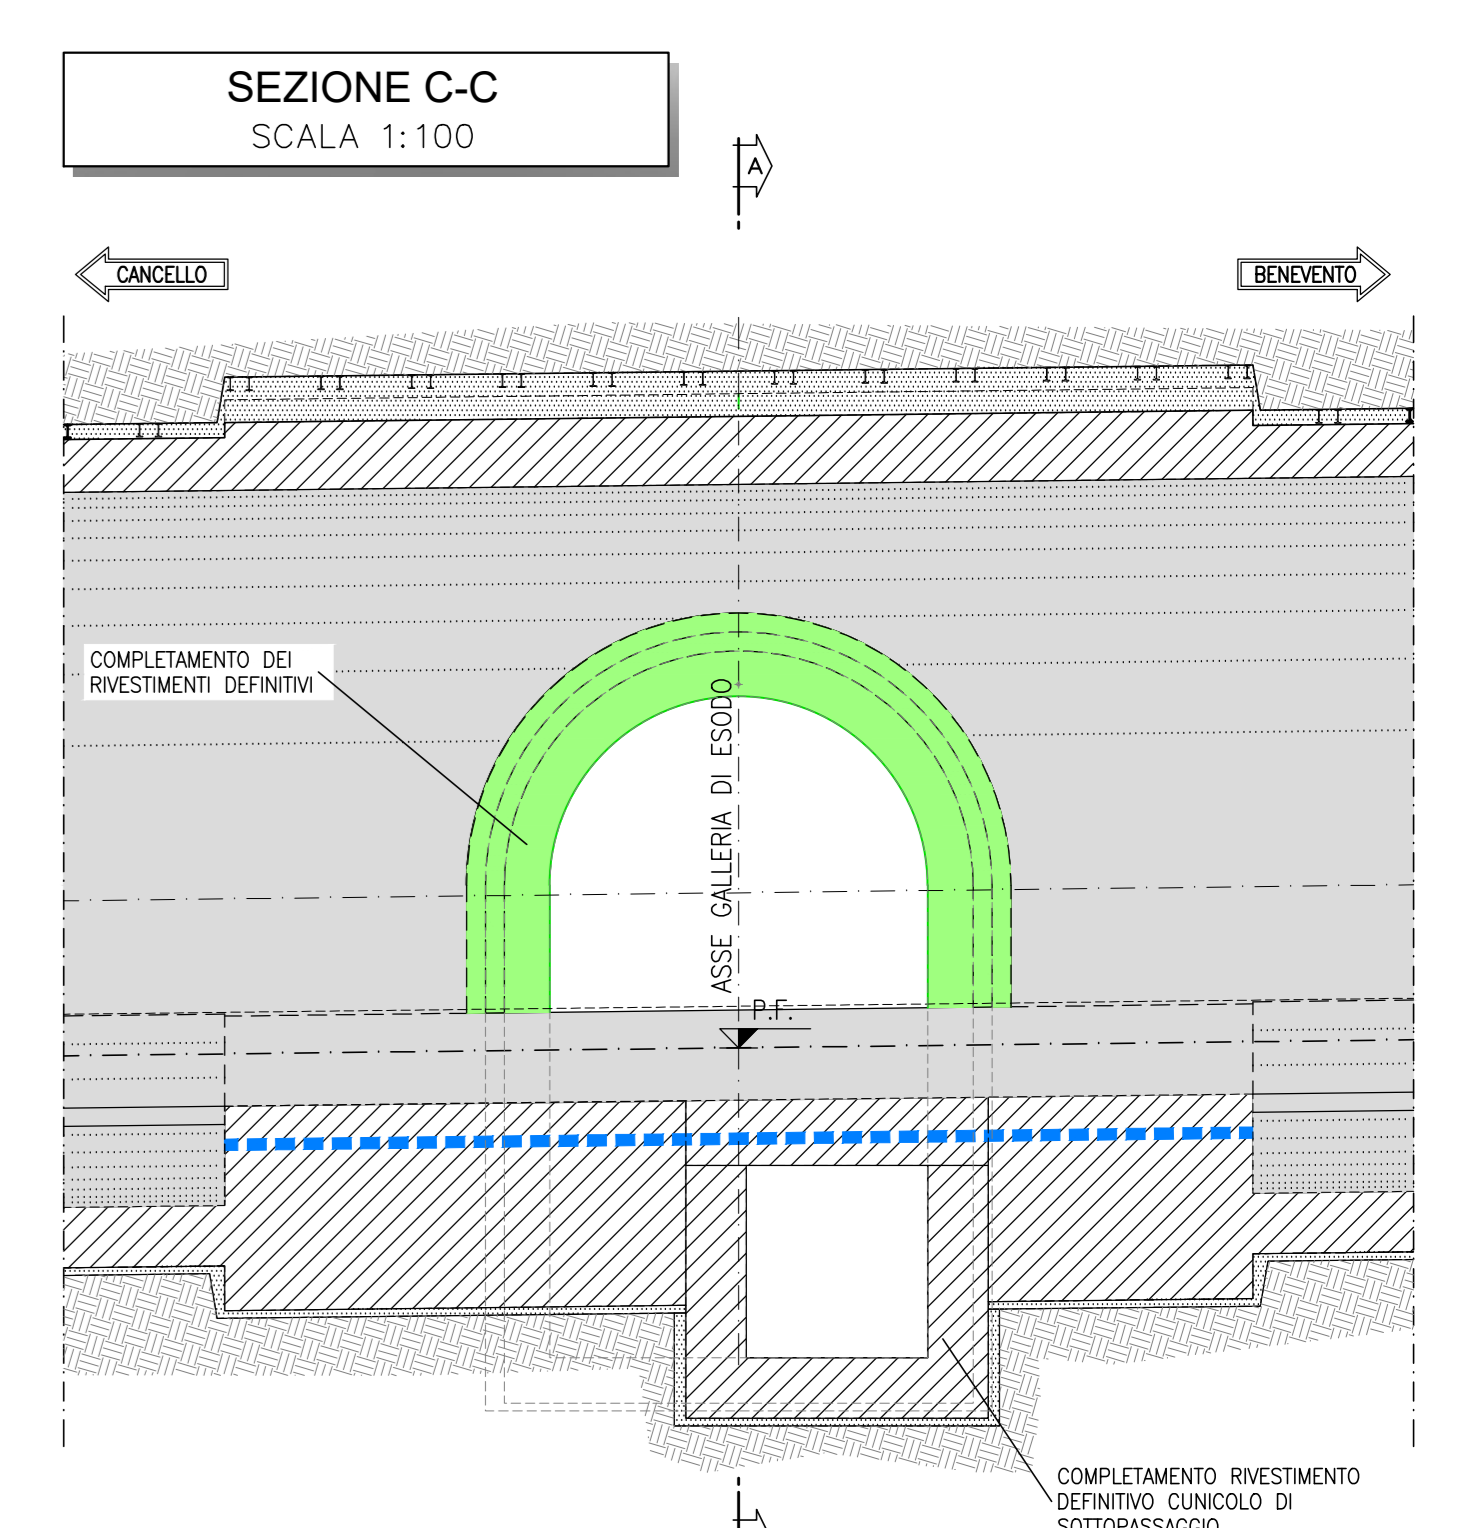 SEZIONE C-C
SCALA 1:100
A
CANCELLO
BENEVENTO
COMPLETAMENTO DEI
RIVESTIMENTI DEFINITIVI
ASSE GALLERIA DI ESODO
P.F.
COMPLETAMENTO RIVESTIMENTO
DEFINITIVO CUNICOLO DI
SOTTOPASSAGGIO